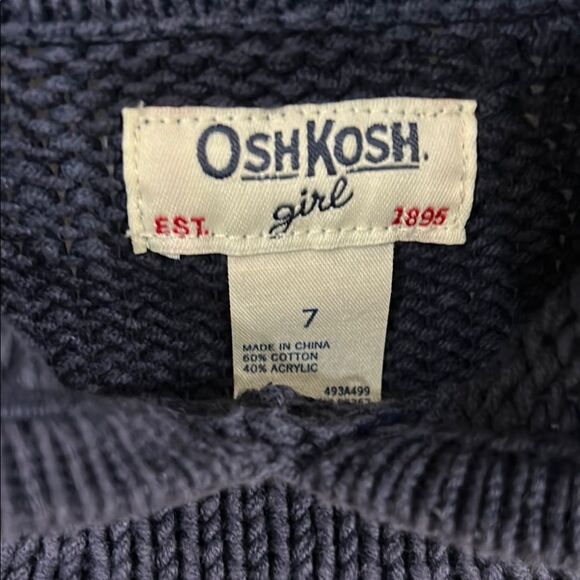 OSHKOSH.
girl
EST. 1895
7
MADE IN CHINA
60% COTTON
40% ACRYLIC
493A499